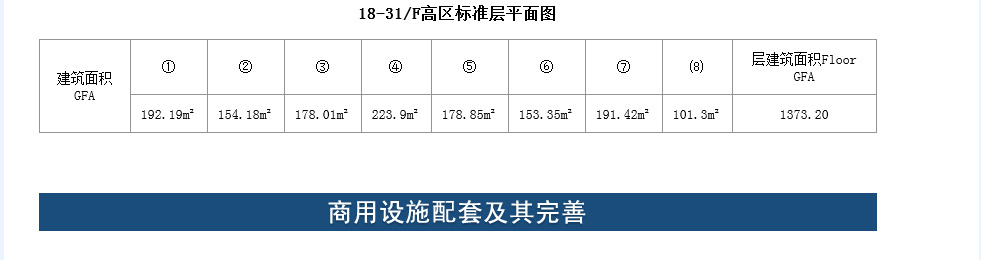 18-31/F高区标准层平面图
建筑面积
GFA
① ② ③ ④ ⑤ ⑥ ⑦ ⑻ 层建筑面积Floor
GFA
192.19㎡ 154.18㎡ 178.01㎡ 223.9㎡ 178.85㎡ 153.35㎡ 191.42㎡ 101.3㎡ 1373.20
商用设施配套及其完善